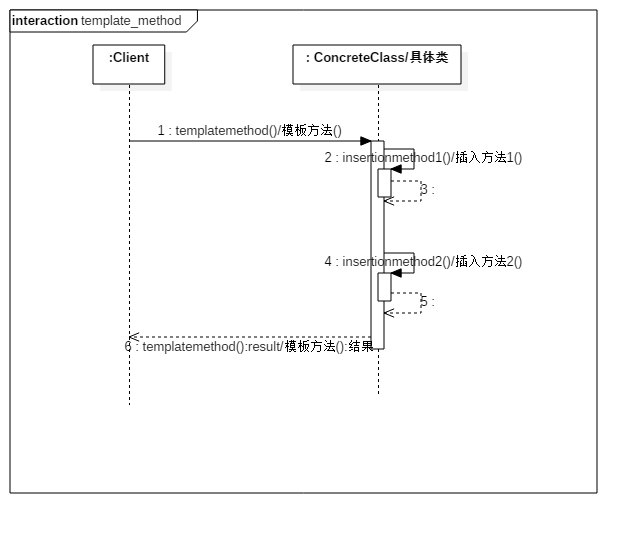 interaction template_method
:Client
: ConcreteClass/具体类
1 : templatemethod()/模板方法()
2 : insertionmethod1()/插入方法1()
3 :
4 : insertionmethod2()/插入方法2()
5 :
6 : templatemethod():result/模板方法():结果